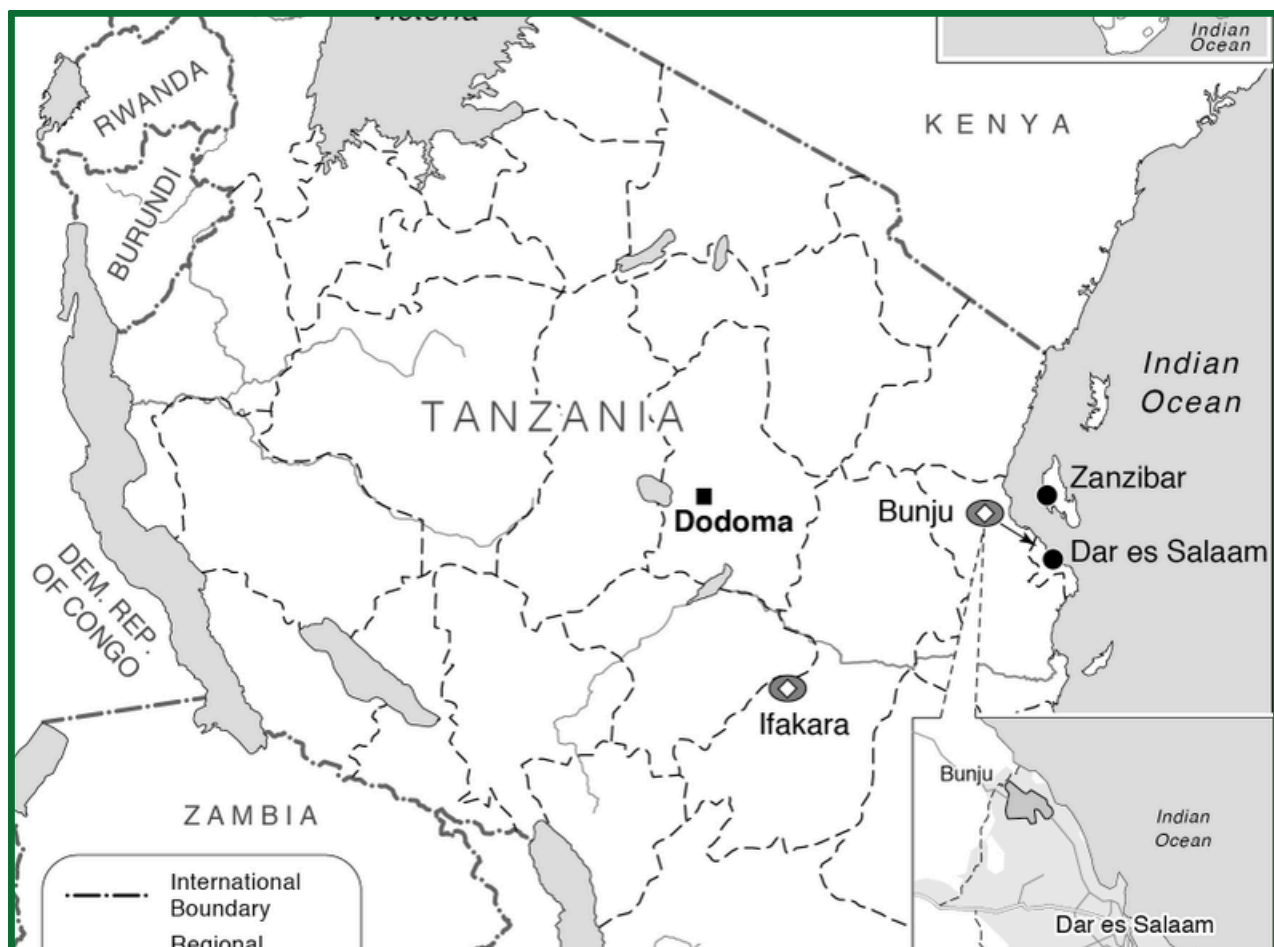 Victoria
Indian
Ocean
RWANDA
KENYA
BURUNDI
Indian
Ocean
TANZANIA
Zanzibar
Bunju
Dodoma
Dar es Salaam
DEM. REP.
OF CONGO
Ifakara
Bunju
ZAMBIA
Indian
Ocean
International
Boundary
Dar es Salaam
Regional